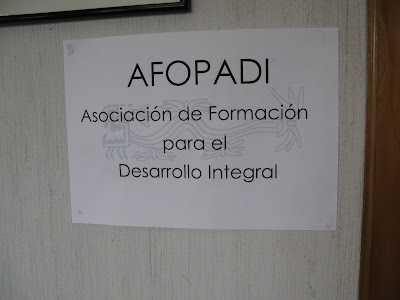 AFOPADI
Asociación de Formación
para el
Desarrollo Integral